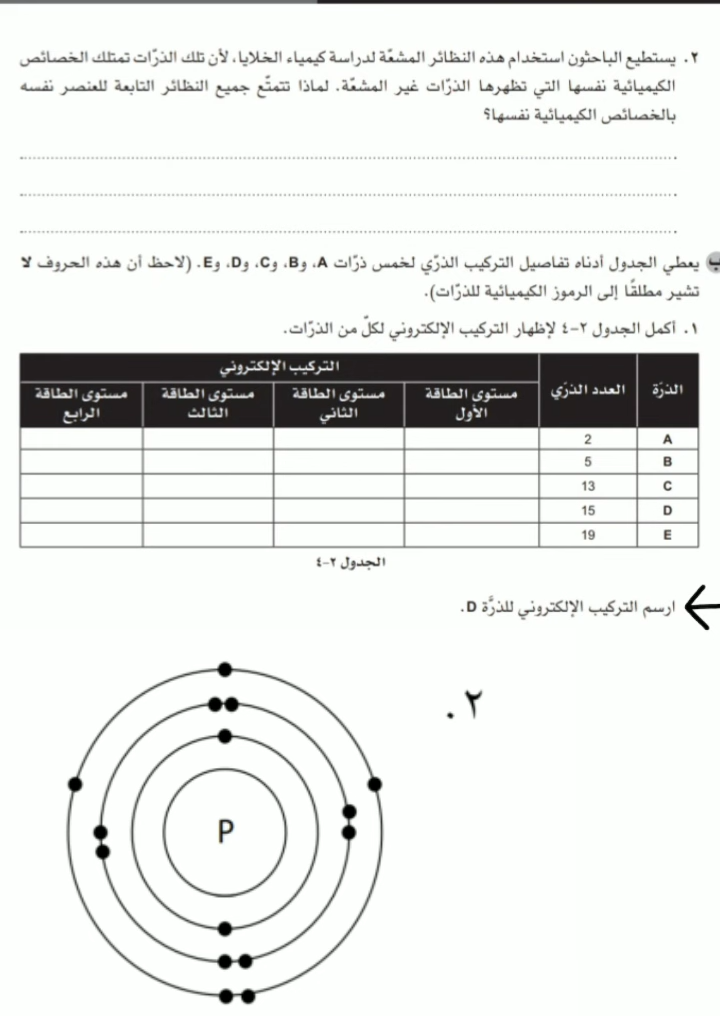 ٢. يستطيع الباحثون استخدام هذه النظائر المشعّة لدراسة كيمياء الخلايا، لأن تلك الذرّات تمتلك الخصائص
الكيميائية نفسها التي تظهرها الذرّات غير المشعّة. لماذا تتمتّع جميع النظائر التابعة للعنصر نفسه
بالخصائص الكيميائية نفسها؟
ب يعطي الجدول أدناه تفاصيل التركيب الذرّي لخمس ذرّات A، وB، وC، وD، وE. (لاحظ أن هذه الحروف لا
تشير مطلقًا إلى الرموز الكيميائية للذرّات).
١. أكمل الجدول ٢-٤ لإظهار التركيب الإلكتروني لكلّ من الذرّات.
الذرّة العدد الذرّي التركيب الإلكتروني
مستوى الطاقة الأول مستوى الطاقة الثاني مستوى الطاقة الثالث مستوى الطاقة الرابع
A 2
B 5
C 13
D 15
E 19
الجدول ٢-٤
ارسم التركيب الإلكتروني للذرَّة D.
٢.
P